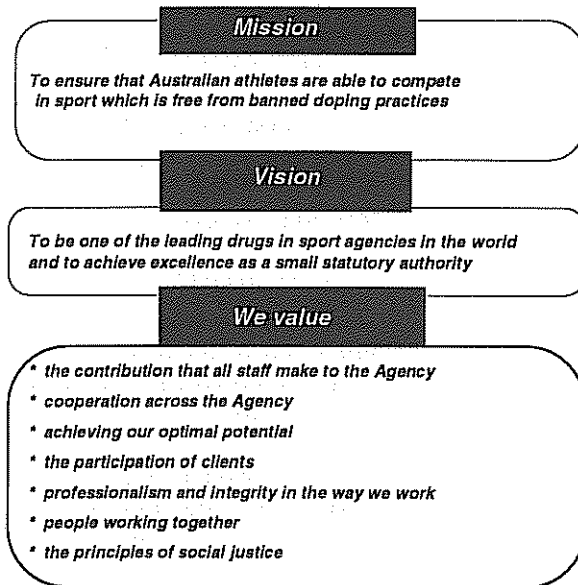 Mission
To ensure that Australian athletes are able to compete
in sport which is free from banned doping practices
Vision
To be one of the leading drugs in sport agencies in the world
and to achieve excellence as a small statutory authority
We value
* the contribution that all staff make to the Agency
* cooperation across the Agency
* achieving our optimal potential
* the participation of clients
* professionalism and integrity in the way we work
* people working together
* the principles of social justice